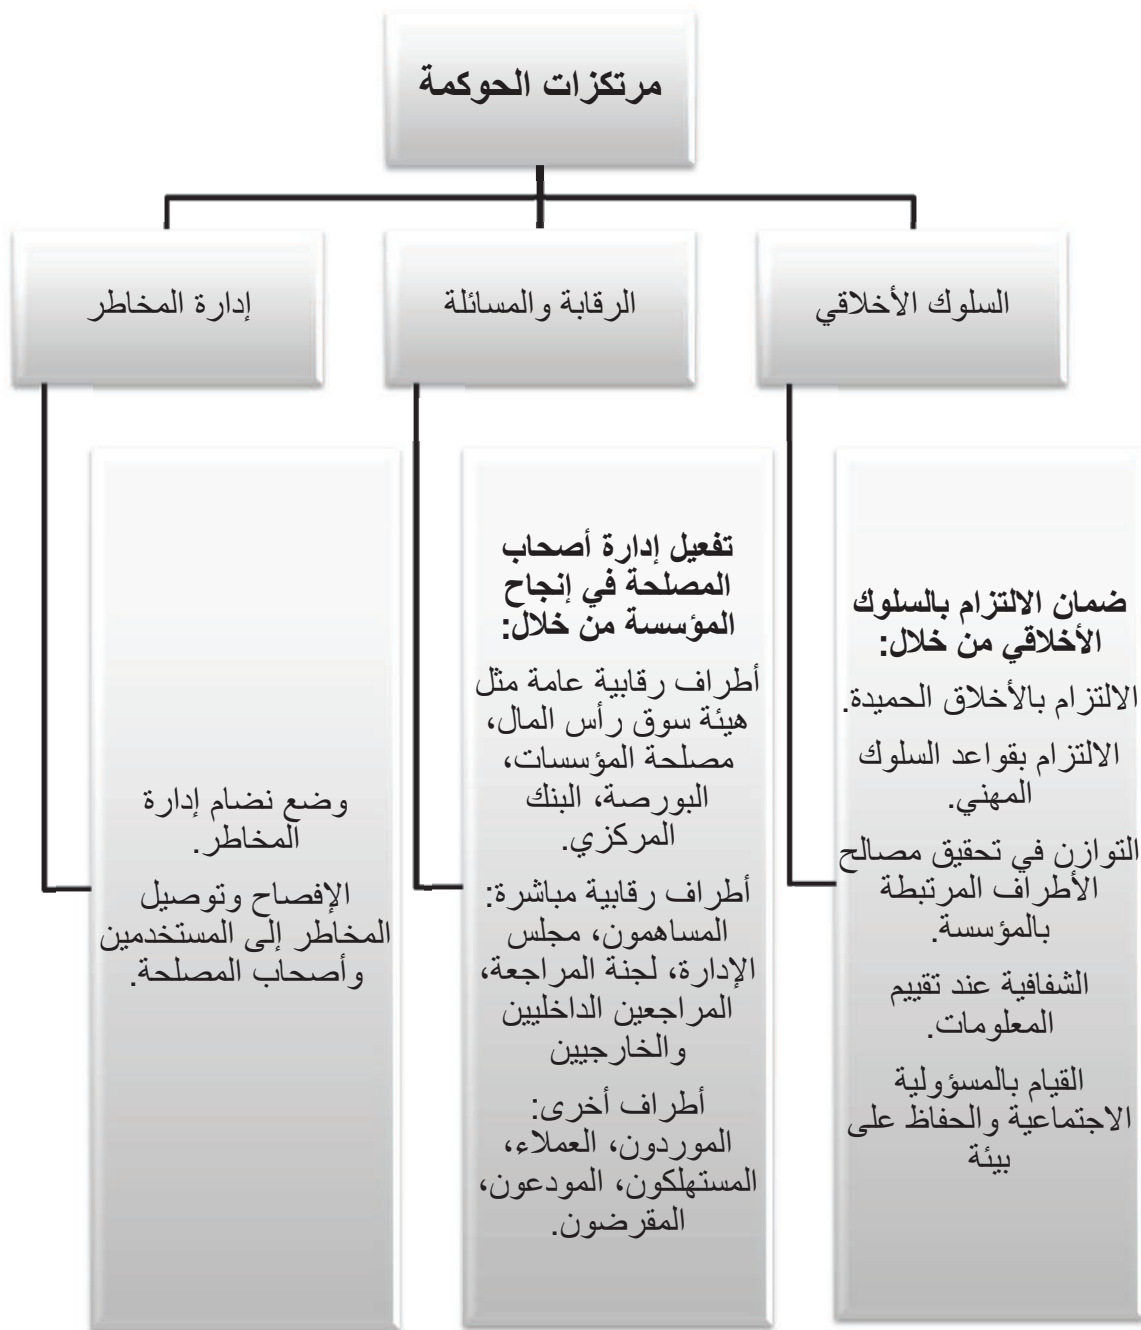 مرتكزات الحوكمة
السلوك الأخلاقي
الرقابة والمسائلة
إدارة المخاطر
ضمان الالتزام بالسلوك
الأخلاقي من خلال:
الالتزام بالأخلاق الحميدة.
الالتزام بقواعد السلوك
المهني.
التوازن في تحقيق مصالح
الأطراف المرتبطة
بالمؤسسة.
الشفافية عند تقييم
المعلومات.
القيام بالمسؤولية
الاجتماعية والحفاظ على
بيئة
تفعيل إدارة أصحاب
المصلحة في إنجاح
المؤسسة من خلال:
أطراف رقابية عامة مثل
هيئة سوق رأس المال،
مصلحة المؤسسات،
البورصة، البنك
المركزي.
أطراف رقابية مباشرة:
المساهمون، مجلس
الإدارة، لجنة المراجعة،
المراجعين الداخليين
والخارجيين
أطراف أخرى:
الموردون، العملاء،
المستهلكون، المودعون،
المقرضون.
وضع نضام إدارة
المخاطر.
الإفصاح وتوصيل
المخاطر إلى المستخدمين
وأصحاب المصلحة.